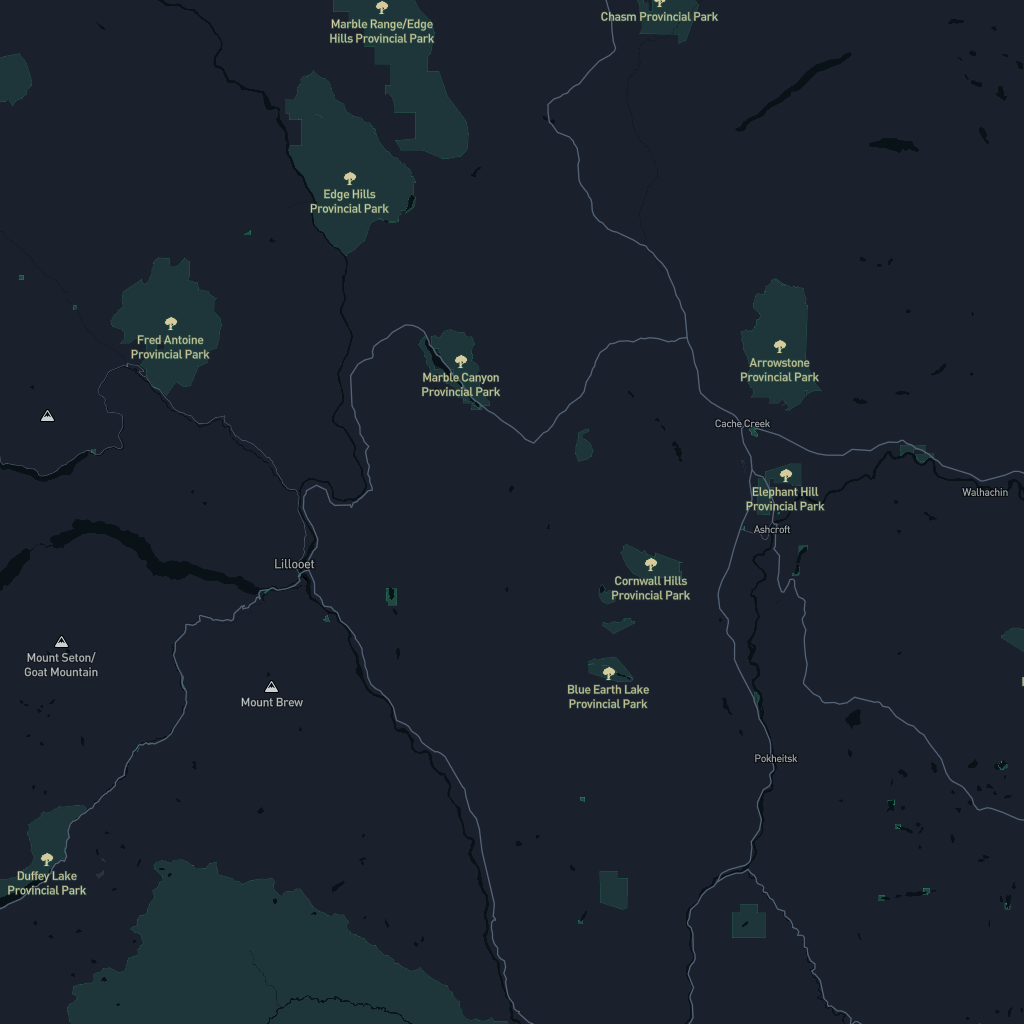 Chasm Provincial Park
Marble Range/Edge
Hills Provincial Park
Edge Hills
Provincial Park
Fred Antoine
Provincial Park
Marble Canyon
Provincial Park
Arrowstone
Provincial Park
Cache Creek
Elephant Hill
Provincial Park
Walhachin
Ashcroft
Lillooet
Cornwall Hills
Provincial Park
Mount Seton/
Goat Mountain
Blue Earth Lake
Provincial Park
Mount Brew
Pokheitsk
Duffey Lake
Provincial Park